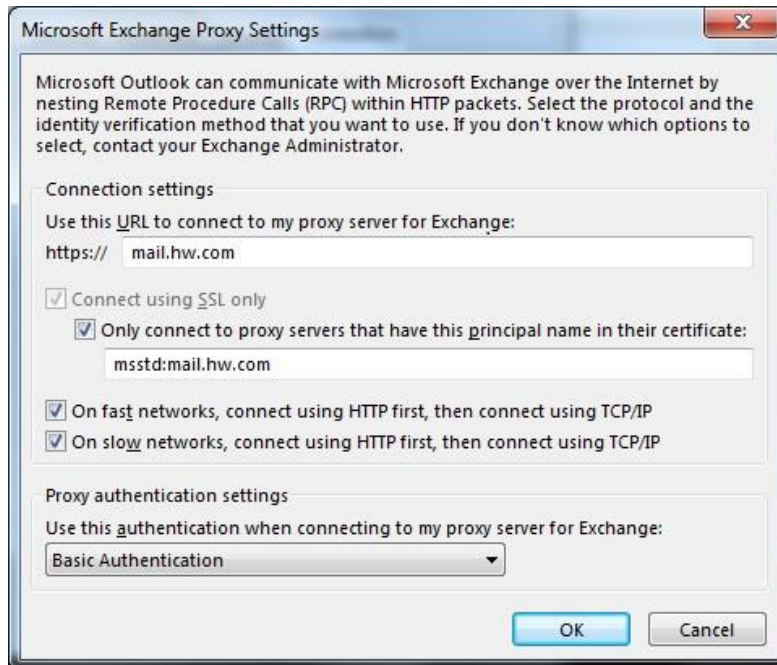 Microsoft Exchange Proxy Settings
Microsoft Outlook can communicate with Microsoft Exchange over the Internet by
nesting Remote Procedure Calls (RPC) within HTTP packets. Select the protocol and the
identity verification method that you want to use. If you don't know which options to
select, contact your Exchange Administrator.
Connection settings
Use this URL to connect to my proxy server for Exchange:
https:// mail.hw.com
Connect using SSL only
Only connect to proxy servers that have this principal name in their certificate:
msstd:mail.hw.com
On fast networks, connect using HTTP first, then connect using TCP/IP
On slow networks, connect using HTTP first, then connect using TCP/IP
Proxy authentication settings
Use this authentication when connecting to my proxy server for Exchange:
Basic Authentication
OK Cancel